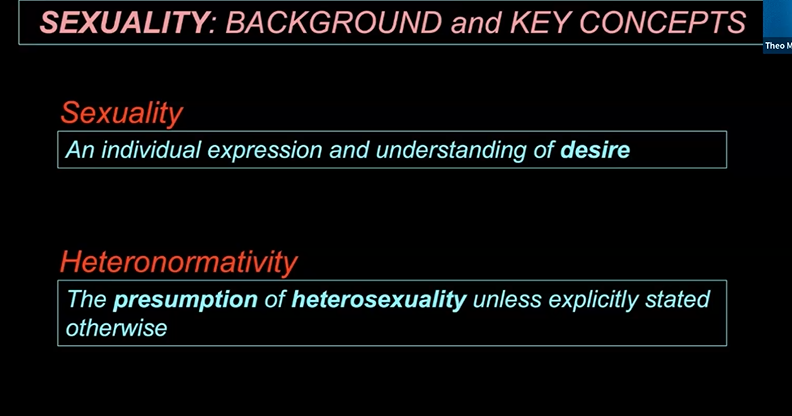 SEXUALITY: BACKGROUND and KEY CONCEPTS
Theo M
Sexuality
An individual expression and understanding of desire
Heteronormativity
The presumption of heterosexuality unless explicitly stated
otherwise